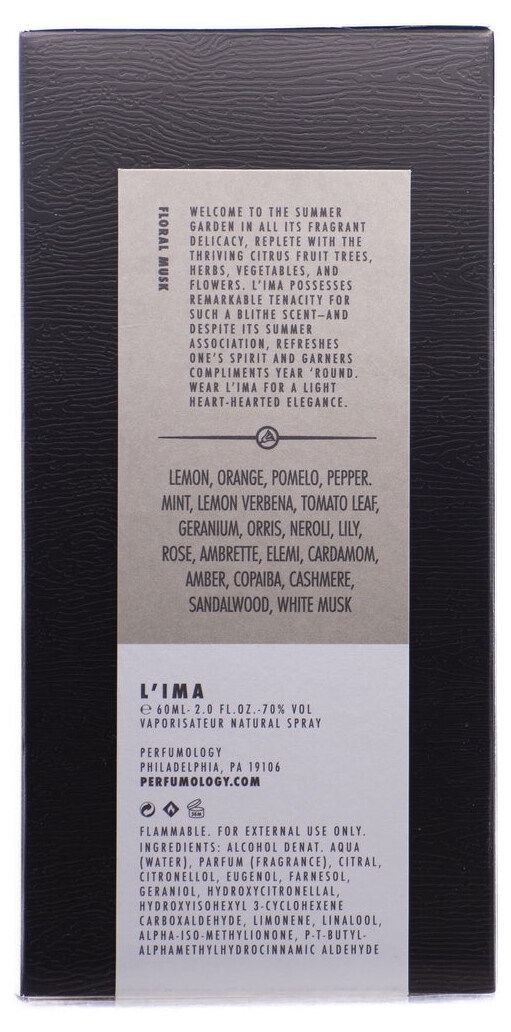 FLORAL MUSK
WELCOME TO THE SUMMER
GARDEN IN ALL ITS FRAGRANT
DELICACY, REPLETE WITH THE
THRIVING CITRUS FRUIT TREES,
HERBS, VEGETABLES, AND
FLOWERS. L'IMA POSSESSES
REMARKABLE TENACITY FOR
SUCH A BLITHE SCENT—AND
DESPITE ITS SUMMER
ASSOCIATION, REFRESHES
ONE'S SPIRIT AND GARNERS
COMPLIMENTS YEAR 'ROUND.
WEAR L'IMA FOR A LIGHT
HEART-HEARTED ELEGANCE.
LEMON, ORANGE, POMELO, PEPPER.
MINT, LEMON VERBENA, TOMATO LEAF,
GERANIUM, ORRIS, NEROLI, LILY,
ROSE, AMBRETTE, ELEMI, CARDAMOM,
AMBER, COPAIBA, CASHMERE,
SANDALWOOD, WHITE MUSK
L'IMA
℮ 60ML- 2.0 FL.OZ.-70% VOL
VAPORISATEUR NATURAL SPRAY
PERFUMOLOGY
PHILADELPHIA, PA 19106
PERFUMOLOGY.COM
FLAMMABLE. FOR EXTERNAL USE ONLY.
INGREDIENTS: ALCOHOL DENAT. AQUA
(WATER), PARFUM (FRAGRANCE), CITRAL,
CITRONELLOL, EUGENOL, FARNESOL,
GERANIOL, HYDROXYCITRONELLAL,
HYDROXYISOHEXYL 3-CYCLOHEXENE
CARBOXALDEHYDE, LIMONENE, LINALOOL,
ALPHA-ISO-METHYLIONONE, P-T-BUTYL-
ALPHAMETHYLHYDROCINNAMIC ALDEHYDE